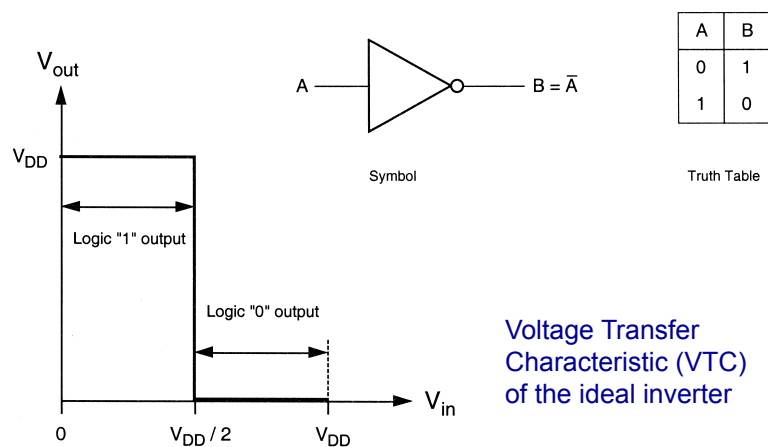 A B
0 1
1 0
Truth Table
A B = A̅
Symbol
V_out
V_DD
Logic "1" output
Logic "0" output
V_in
0 V_DD / 2 V_DD
Voltage Transfer
Characteristic (VTC)
of the ideal inverter